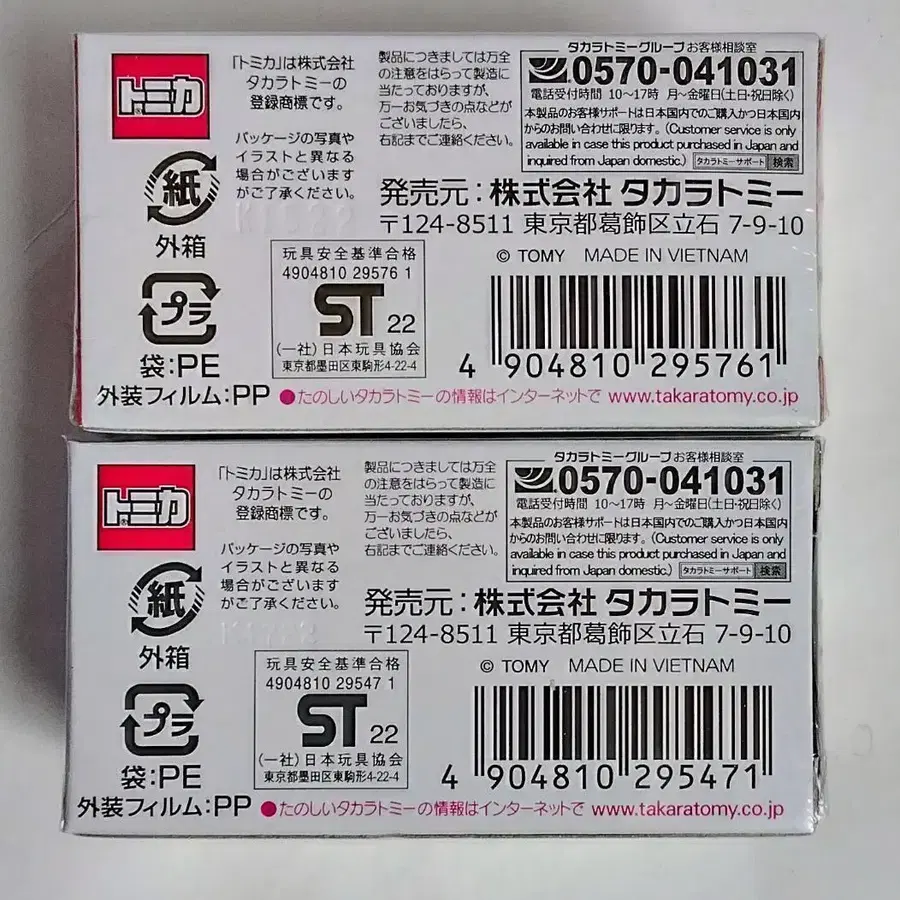 トミカ
「トミカ」は株式会社
タカラトミーの
登録商標です。
パッケージの写真や
イラストと異なる
場合がございます
がご了承ください。
製品につきましては万全
の注意をはらって製造に
当たっておりますが、
万一お気づきの点などが
ございましたら、
右記までご連絡ください。
タカラトミーグループお客様相談室
0570-041031
電話受付時間 10〜17時 月〜金曜日(土日・祝日除く)
本製品のお客様サポートは日本国内でのご購入かつ日本国内
からのお問い合わせに限ります。(Customer service is only
available in case this product purchased in Japan and
inquired from Japan domestic.) タカラトミーサポート 検索
紙
外箱
プラ
袋:PE
外装フィルム:PP
発売元:株式会社 タカラトミー
〒124-8511 東京都葛飾区立石 7-9-10
© TOMY MADE IN VIETNAM
玩具安全基準合格
4904810 29576 1
ST 22
(一社)日本玩具協会
東京都墨田区東駒形4-22-4
4 904810 295761
●たのしいタカラトミーの情報はインターネットで www.takaratomy.co.jp
トミカ
「トミカ」は株式会社
タカラトミーの
登録商標です。
パッケージの写真や
イラストと異なる
場合がございます
がご了承ください。
製品につきましては万全
の注意をはらって製造に
当たっておりますが、
万一お気づきの点などが
ございましたら、
右記までご連絡ください。
タカラトミーグループお客様相談室
0570-041031
電話受付時間 10〜17時 月〜金曜日(土日・祝日除く)
本製品のお客様サポートは日本国内でのご購入かつ日本国内
からのお問い合わせに限ります。(Customer service is only
available in case this product purchased in Japan and
inquired from Japan domestic.) タカラトミーサポート 検索
紙
外箱
プラ
袋:PE
外装フィルム:PP
発売元:株式会社 タカラトミー
〒124-8511 東京都葛飾区立石 7-9-10
© TOMY MADE IN VIETNAM
玩具安全基準合格
4904810 29547 1
ST 22
(一社)日本玩具協会
東京都墨田区東駒形4-22-4
4 904810 295471
●たのしいタカラトミーの情報はインターネットで www.takaratomy.co.jp